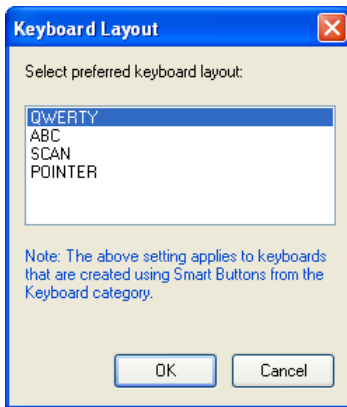 Keyboard Layout
Select preferred keyboard layout:
QWERTY
ABC
SCAN
POINTER
Note: The above setting applies to keyboards
that are created using Smart Buttons from the
Keyboard category.
OK
Cancel